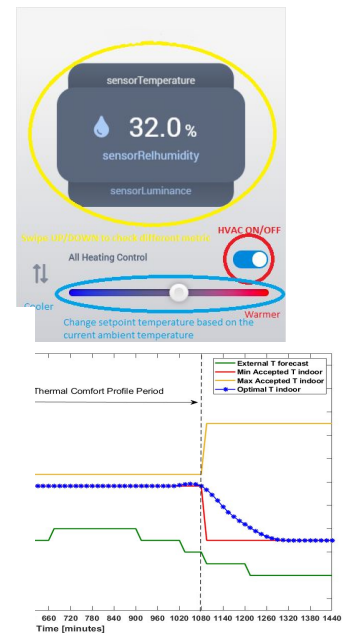 sensorTemperature
32.0 %
sensorRelhumidity
sensorLuminance
Swipe UP/DOWN to check different meters
HVAC ON/OFF
All Heating Control
Cooler
Warmer
Change setpoint temperature based on the
current ambient temperature
External T forecast
Min Accepted T indoor
Max Accepted T indoor
Optimal T indoor
Thermal Comfort Profile Period
660 720 780 840 900 960 1020 1080 1140 1200 1260 1320 1380 1440
Time [minutes]